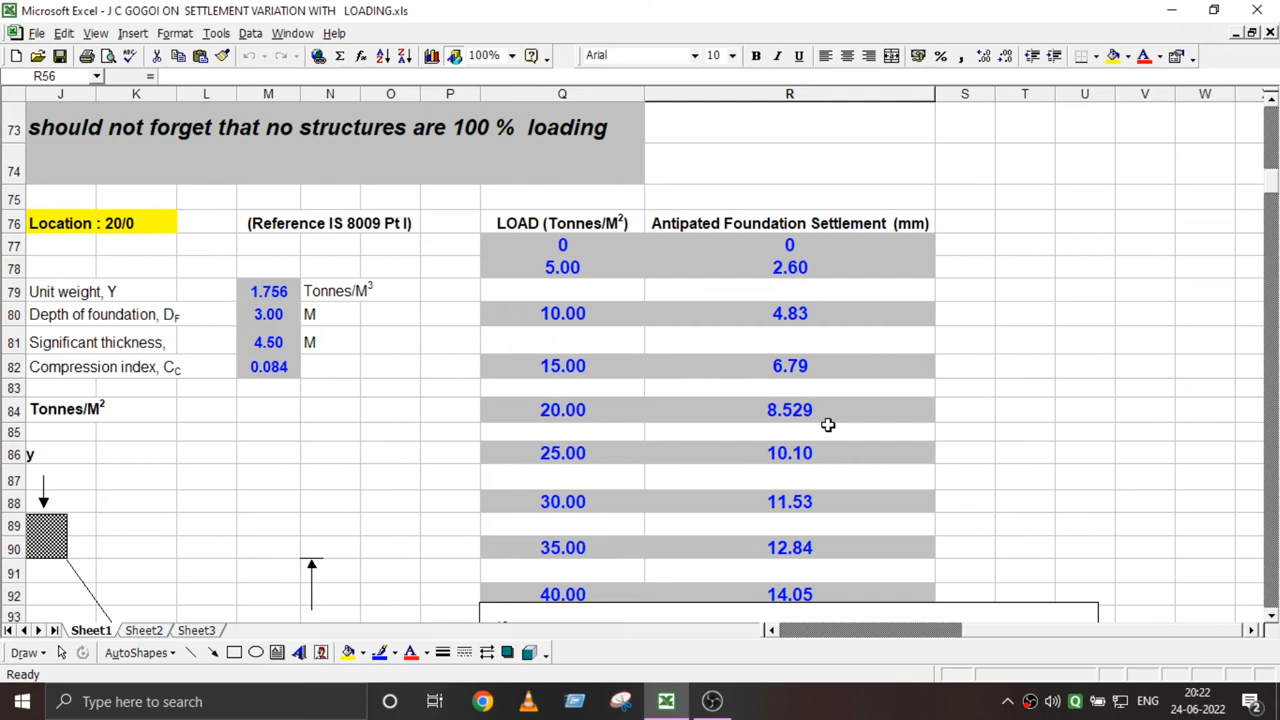 Microsoft Excel - J C GOGOI ON  SETTLEMENT VARIATION WITH   LOADING.xls
File Edit View Insert Format Tools Data Window Help
100% Arial 10 B I U
R56 =
J K L M N O P Q R S T U V W
73 should not forget that no structures are 100 %  loading
74
75
76 Location : 20/0 (Reference IS 8009 Pt I) LOAD (Tonnes/M²) Antipated Foundation Settlement (mm)
77 0 0
78 5.00 2.60
79 Unit weight, Y 1.756 Tonnes/M³
80 Depth of foundation, DF 3.00 M 10.00 4.83
81 Significant thickness, 4.50 M
82 Compression index, CC 0.084 15.00 6.79
83
84 Tonnes/M² 20.00 8.529
85
86 y 25.00 10.10
87
88 30.00 11.53
89
90 35.00 12.84
91
92 40.00 14.05
93
Sheet1 Sheet2 Sheet3
Draw AutoShapes
Ready
Type here to search ENG 20:22
24-06-2022 2